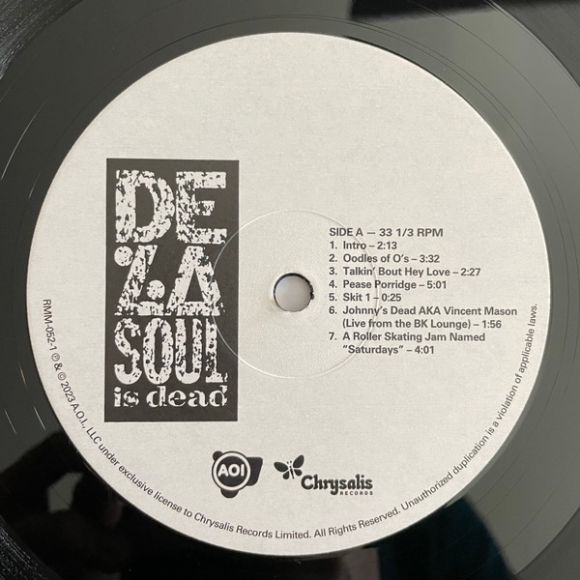 DE
LA
SOUL
is dead
SIDE A – 33 1/3 RPM
1. Intro – 2:13
2. Oodles of O's – 3:32
3. Talkin' Bout Hey Love – 2:27
4. Pease Porridge – 5:01
5. Skit 1 – 0:25
6. Johnny's Dead AKA Vincent Mason
(Live from the BK Lounge) – 1:56
7. A Roller Skating Jam Named
"Saturdays" – 4:01
AOI
Chrysalis
RECORDS
RMM-052-1 ℗ & © 2023 A.O.I., LLC under exclusive license to Chrysalis Records Limited. All Rights Reserved. Unauthorized duplication is a violation of applicable laws.